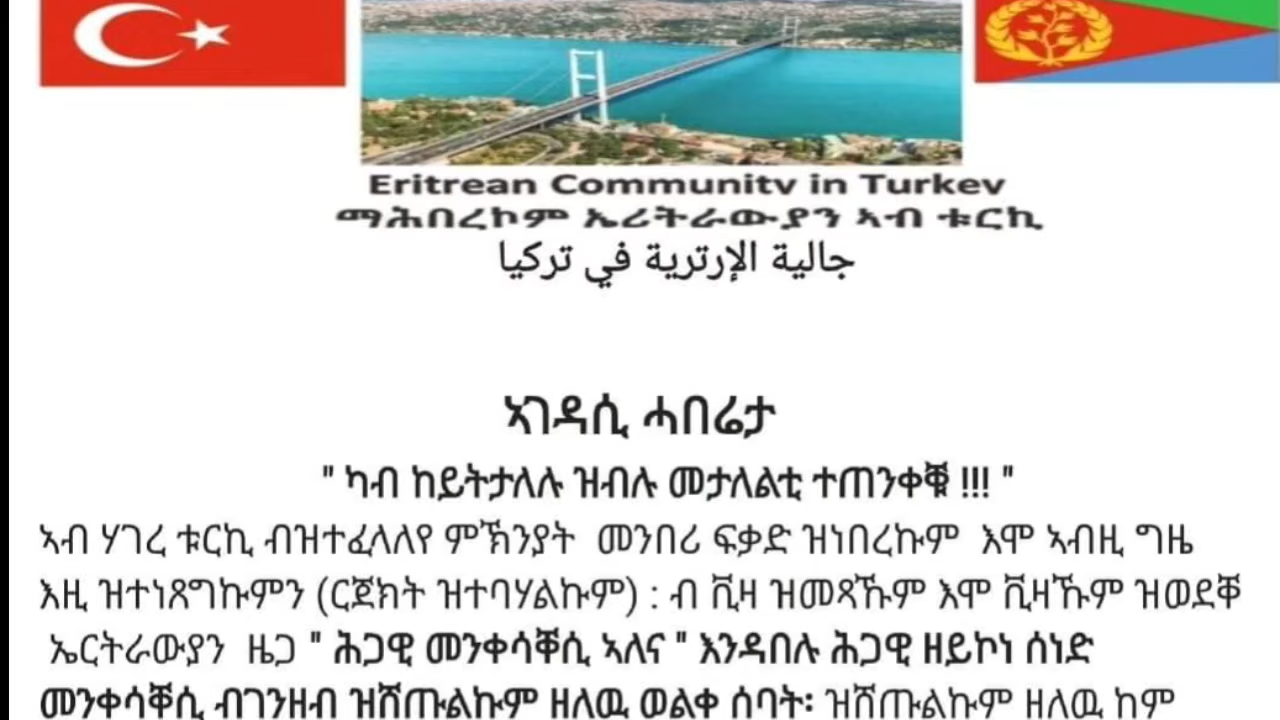 Eritrean Community in Turkey
ማሕበረኮም ኤሪትራውያን ኣብ ቱርኪ
جالية الإرترية في تركيا
ኣገዳሲ ሓበሬታ
" ካብ ከይትታለሉ ዝብሉ መታለልቲ ተጠንቀቑ !!! "
ኣብ ሃገረ ቱርኪ ብዝተፈላለየ ምኽንያት መንበሪ ፍቃድ ዝነበረኩም እሞ ኣብዚ ግዜ
እዚ ዝተነጸግኩምን (ርጀክት ዝተባሃልኩም) : ብ ቪዛ ዝመጻኹም እሞ ቪዛኹም ዝወደቐ
ኤርትራውያን ዜጋ " ሕጋዊ መንቀሳቐሲ ኣለና " እንዳበሉ ሕጋዊ ዘይኮነ ሰነድ
መንቀሳቐሲ ብገንዘብ ዝሸጡልኩም ዘለዉ ወልቀ ሰባት፡ ዝሸጡልኩም ዘለዉ ከም